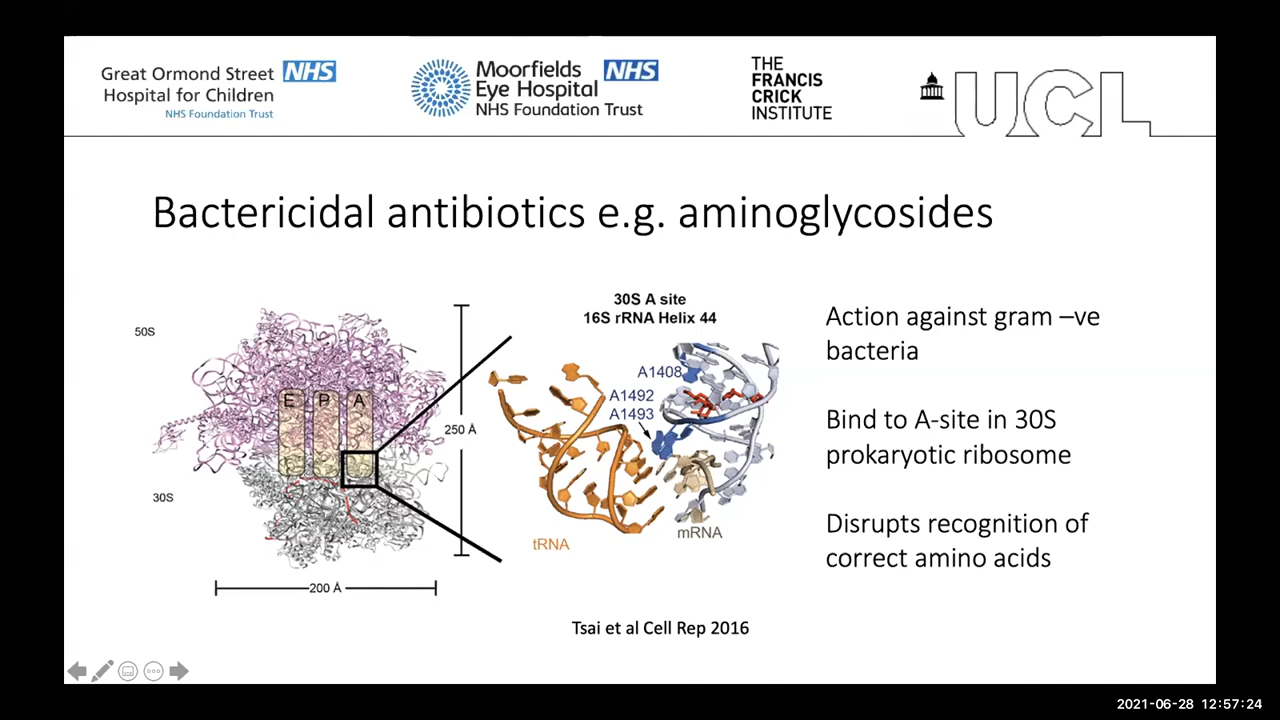 Great Ormond Street NHS
Hospital for Children
NHS Foundation Trust
Moorfields NHS
Eye Hospital
NHS Foundation Trust
THE
FRANCIS
CRICK
INSTITUTE
UCL
Bactericidal antibiotics e.g. aminoglycosides
50S
30S
E P A
250 Å
200 Å
30S A site
16S rRNA Helix 44
A1408
A1492
A1493
tRNA
mRNA
Action against gram –ve
bacteria
Bind to A-site in 30S
prokaryotic ribosome
Disrupts recognition of
correct amino acids
Tsai et al Cell Rep 2016
2021-06-28 12:57:24